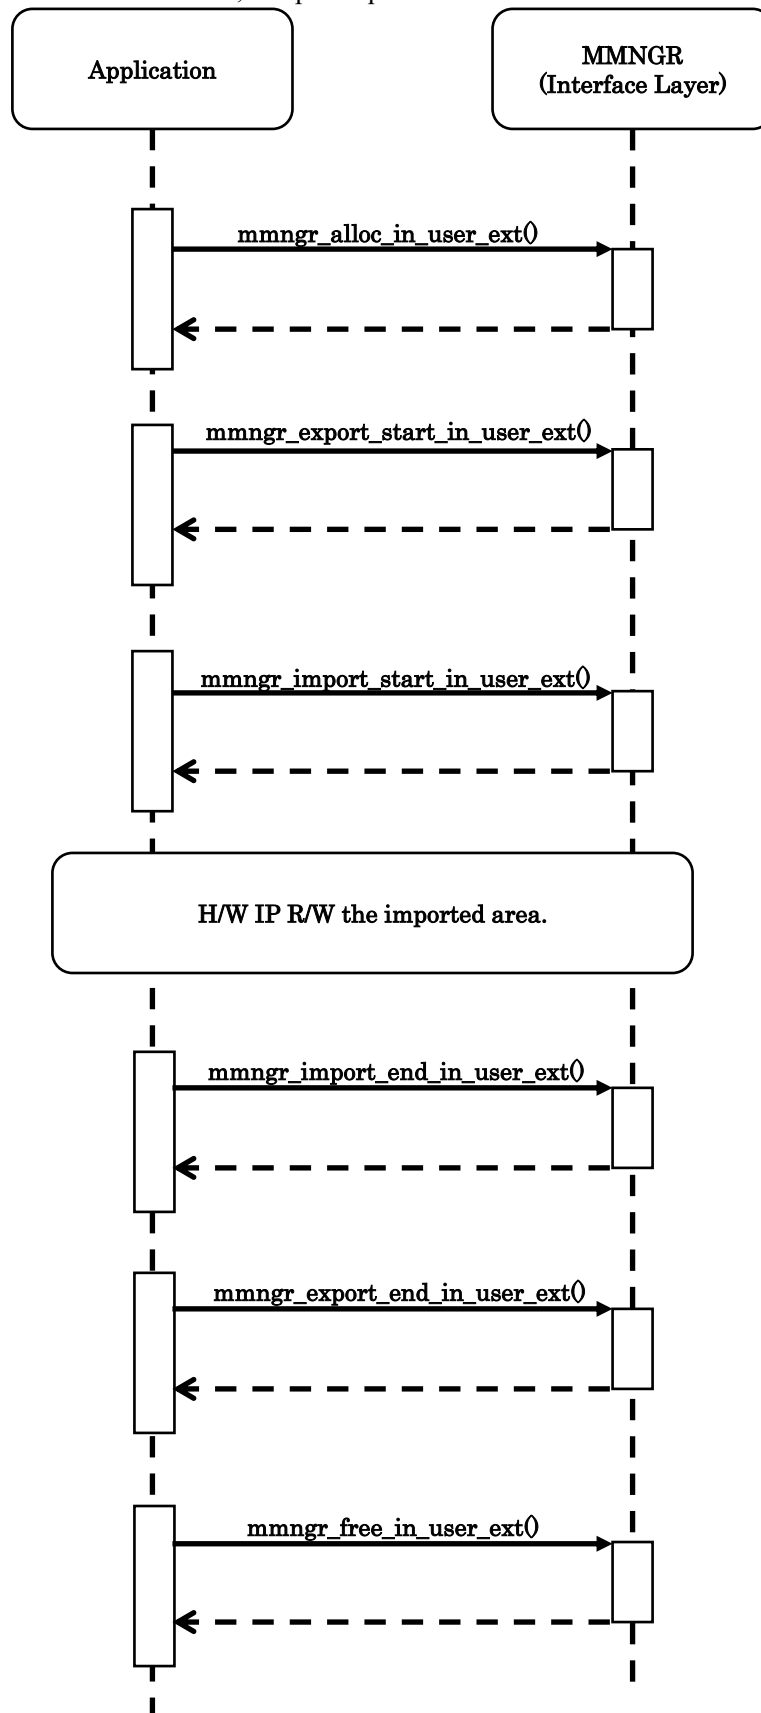 Application
MMNGR
(Interface Layer)
mmngr_alloc_in_user_ext()
mmngr_export_start_in_user_ext()
mmngr_import_start_in_user_ext()
H/W IP R/W the imported area.
mmngr_import_end_in_user_ext()
mmngr_export_end_in_user_ext()
mmngr_free_in_user_ext()